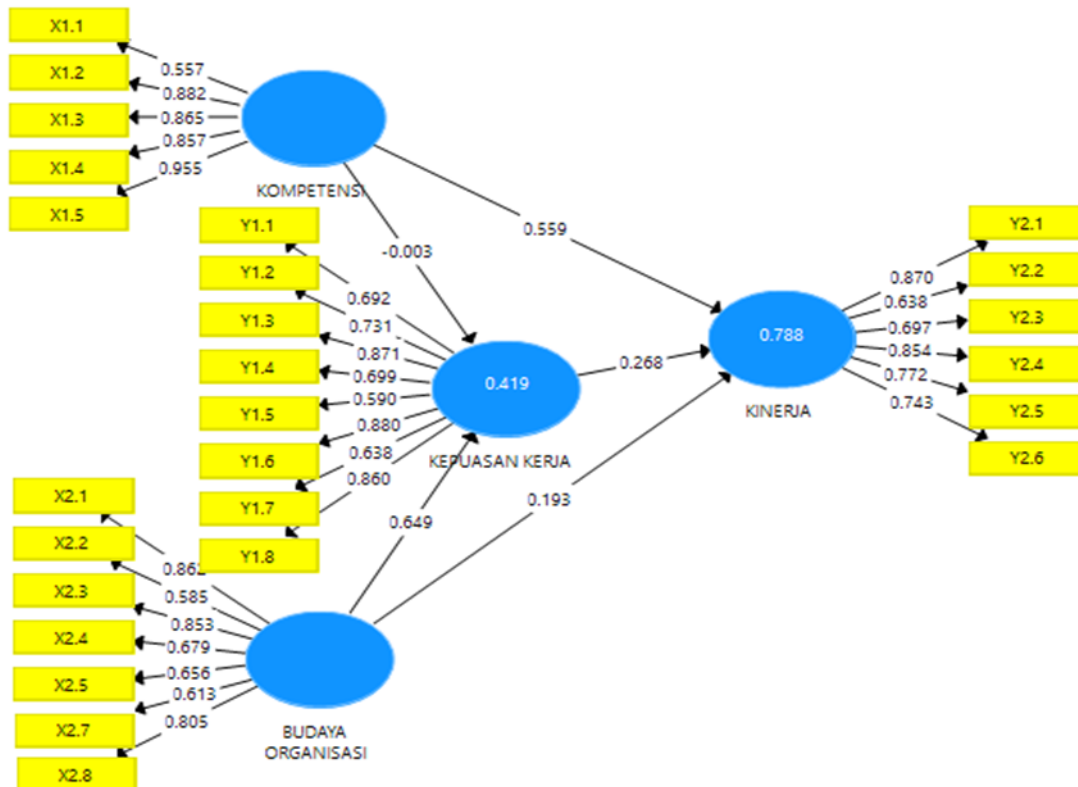 X1.1
X1.2
X1.3
X1.4
X1.5
0.557
0.882
0.865
0.857
0.955
KOMPETENSI
-0.003
0.559
Y1.1
Y1.2
Y1.3
Y1.4
Y1.5
Y1.6
Y1.7
Y1.8
0.692
0.731
0.871
0.699
0.590
0.880
0.638
0.860
0.419
KEPUASAN KERJA
0.268
0.649
0.193
0.788
KINERJA
0.870
0.638
0.697
0.854
0.772
0.743
Y2.1
Y2.2
Y2.3
Y2.4
Y2.5
Y2.6
X2.1
X2.2
X2.3
X2.4
X2.5
X2.7
X2.8
0.862
0.585
0.853
0.679
0.656
0.613
0.805
BUDAYA
ORGANISASI